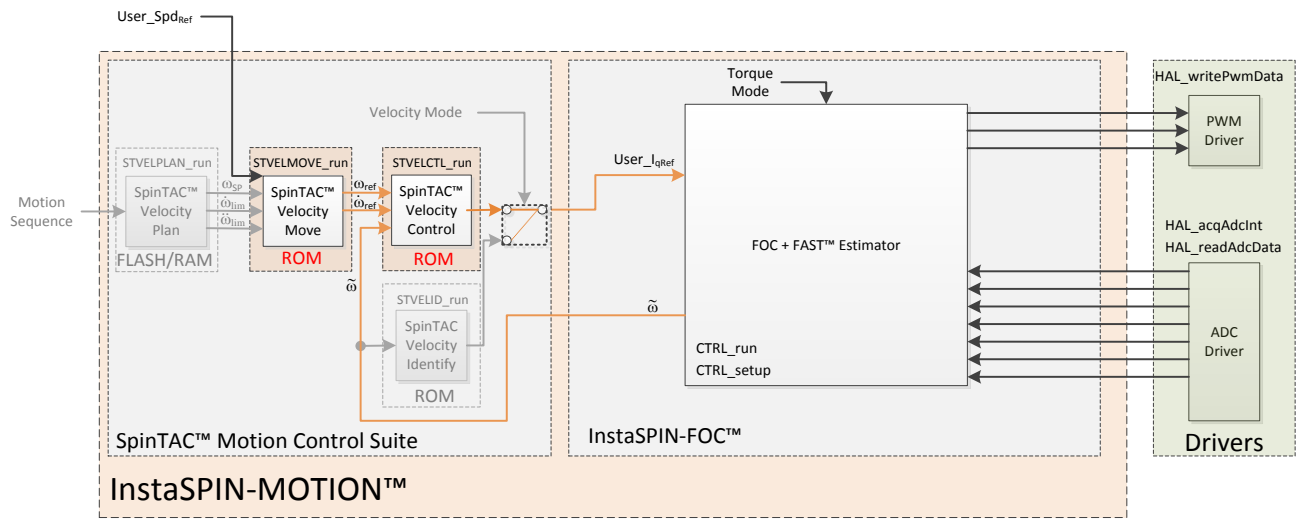 User_SpdRef
Torque
Mode
HAL_writePwmData
PWM
Driver
Velocity Mode
STVELPLAN_run
STVELMOVE_run
STVELCTL_run
User_IqRef
Motion
Sequence
SpinTAC™
Velocity
Plan
ωSP
ω̇lim
ω̈lim
SpinTAC™
Velocity
Move
ωref
ω̇ref
SpinTAC™
Velocity
Control
FLASH/RAM
ROM
ROM
FOC + FAST™ Estimator
HAL_acqAdcInt
HAL_readAdcData
ω̃
STVELID_run
ω̃
SpinTAC
Velocity
Identify
ROM
CTRL_run
CTRL_setup
ADC
Driver
SpinTAC™ Motion Control Suite
InstaSPIN-FOC™
Drivers
InstaSPIN-MOTION™